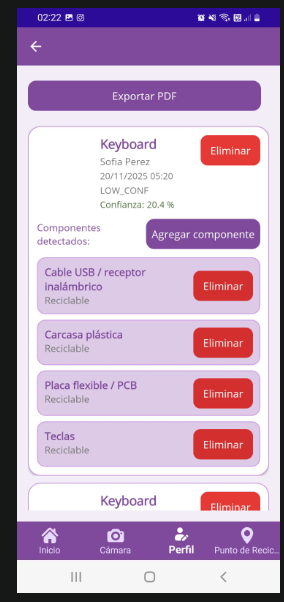 02:22
Exportar PDF
Keyboard
Eliminar
Sofia Perez
20/11/2025 05:20
LOW_CONF
Confianza: 20.4 %
Componentes
detectados:
Agregar componente
Cable USB / receptor
inalámbrico
Reciclable
Eliminar
Carcasa plástica
Reciclable
Eliminar
Placa flexible / PCB
Reciclable
Eliminar
Teclas
Reciclable
Eliminar
Keyboard
Eliminar
Inicio
Cámara
Perfil
Punto de Recic...